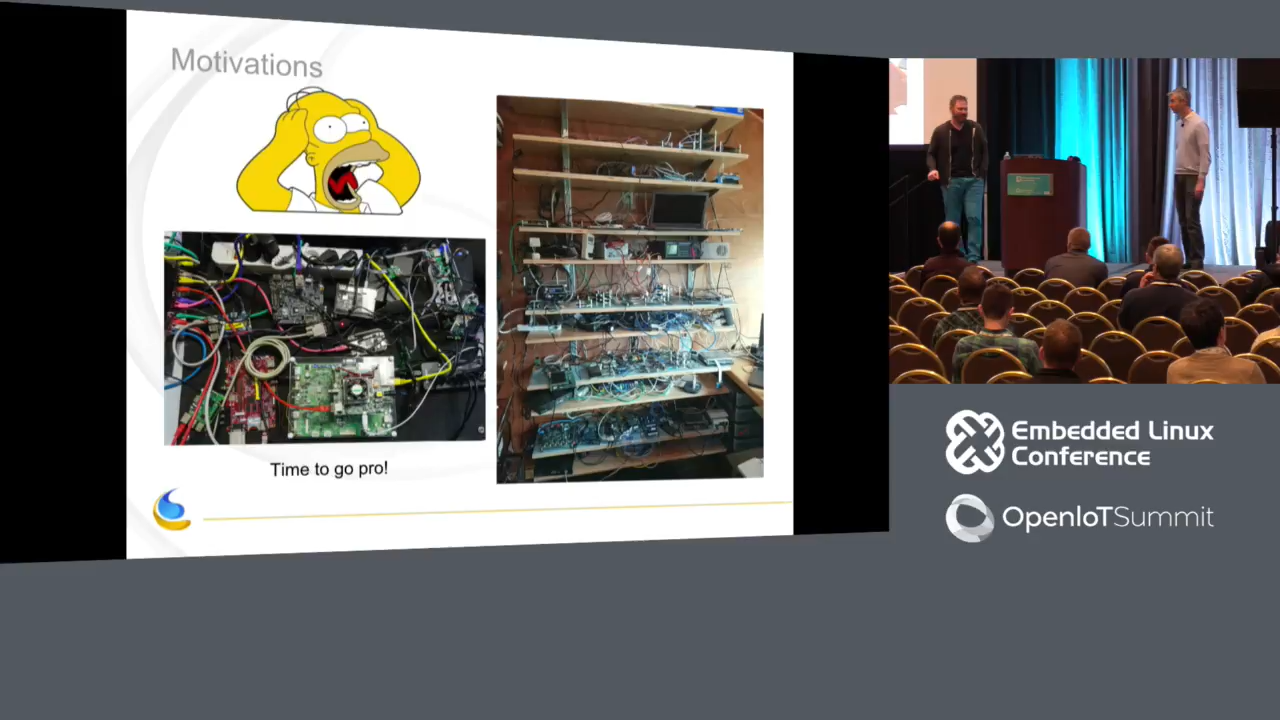 Motivations
Time to go pro!
Embedded Linux
Conference
OpenIoTSummit